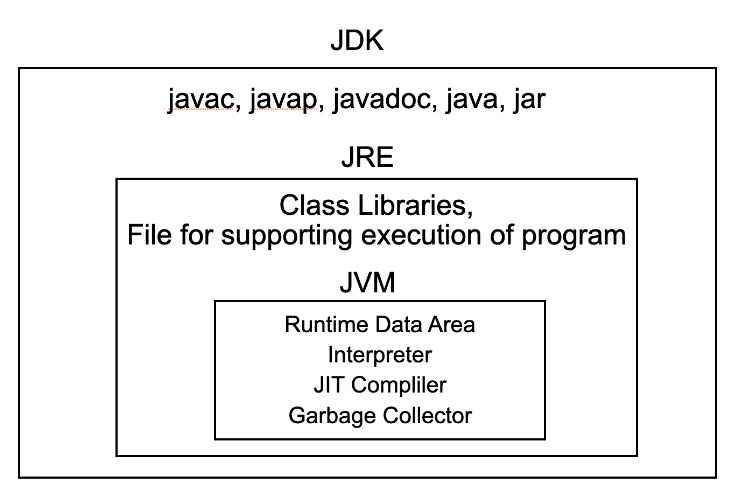 JDK
javac, javap, javadoc, java, jar
JRE
Class Libraries,
File for supporting execution of program
JVM
Runtime Data Area
Interpreter
JIT Compliler
Garbage Collector